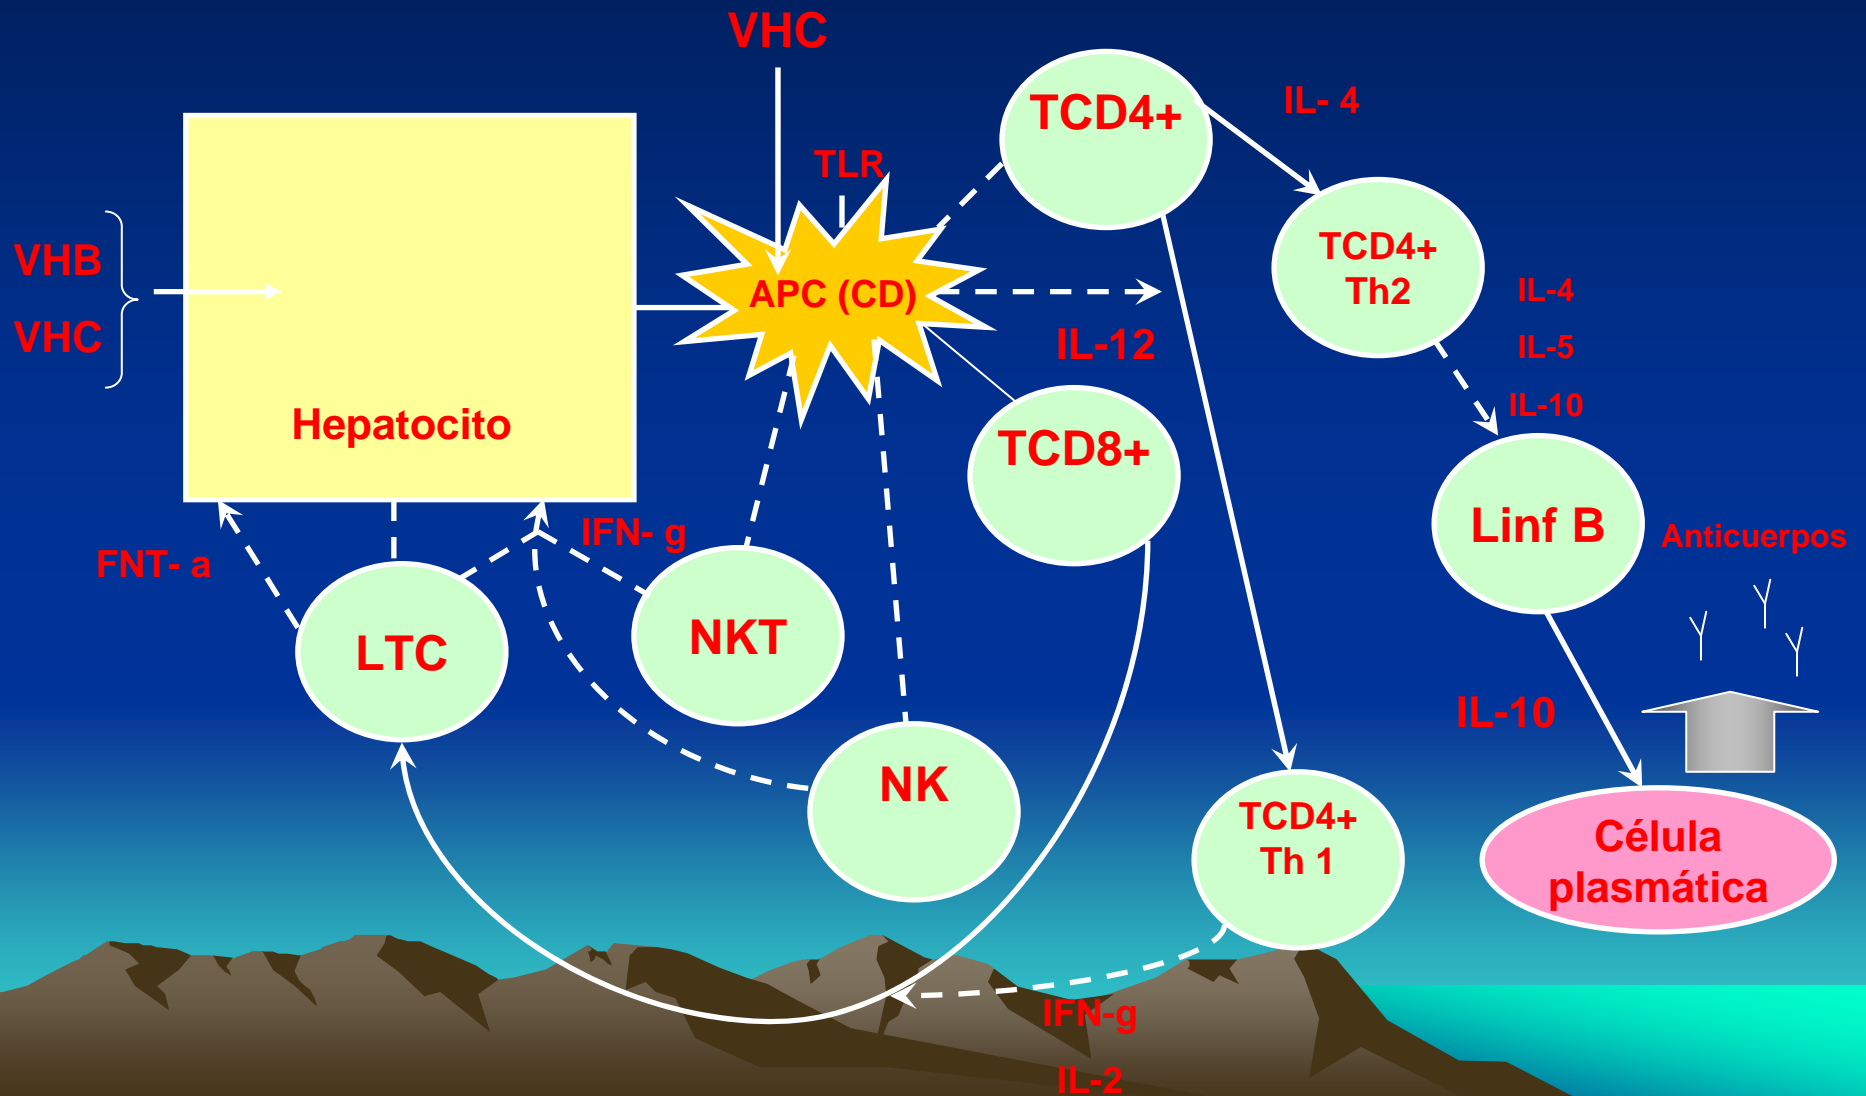 VHC
TCD4+
IL- 4
TLR
VHB
VHC
TCD4+
Th2
APC (CD)
IL-4
IL-12
IL-5
IL-10
Hepatocito
TCD8+
IFN- g
FNT- a
Linf B
Anticuerpos
LTC
NKT
IL-10
NK
TCD4+
Th 1
Célula
plasmática
IFN-g
IL-2